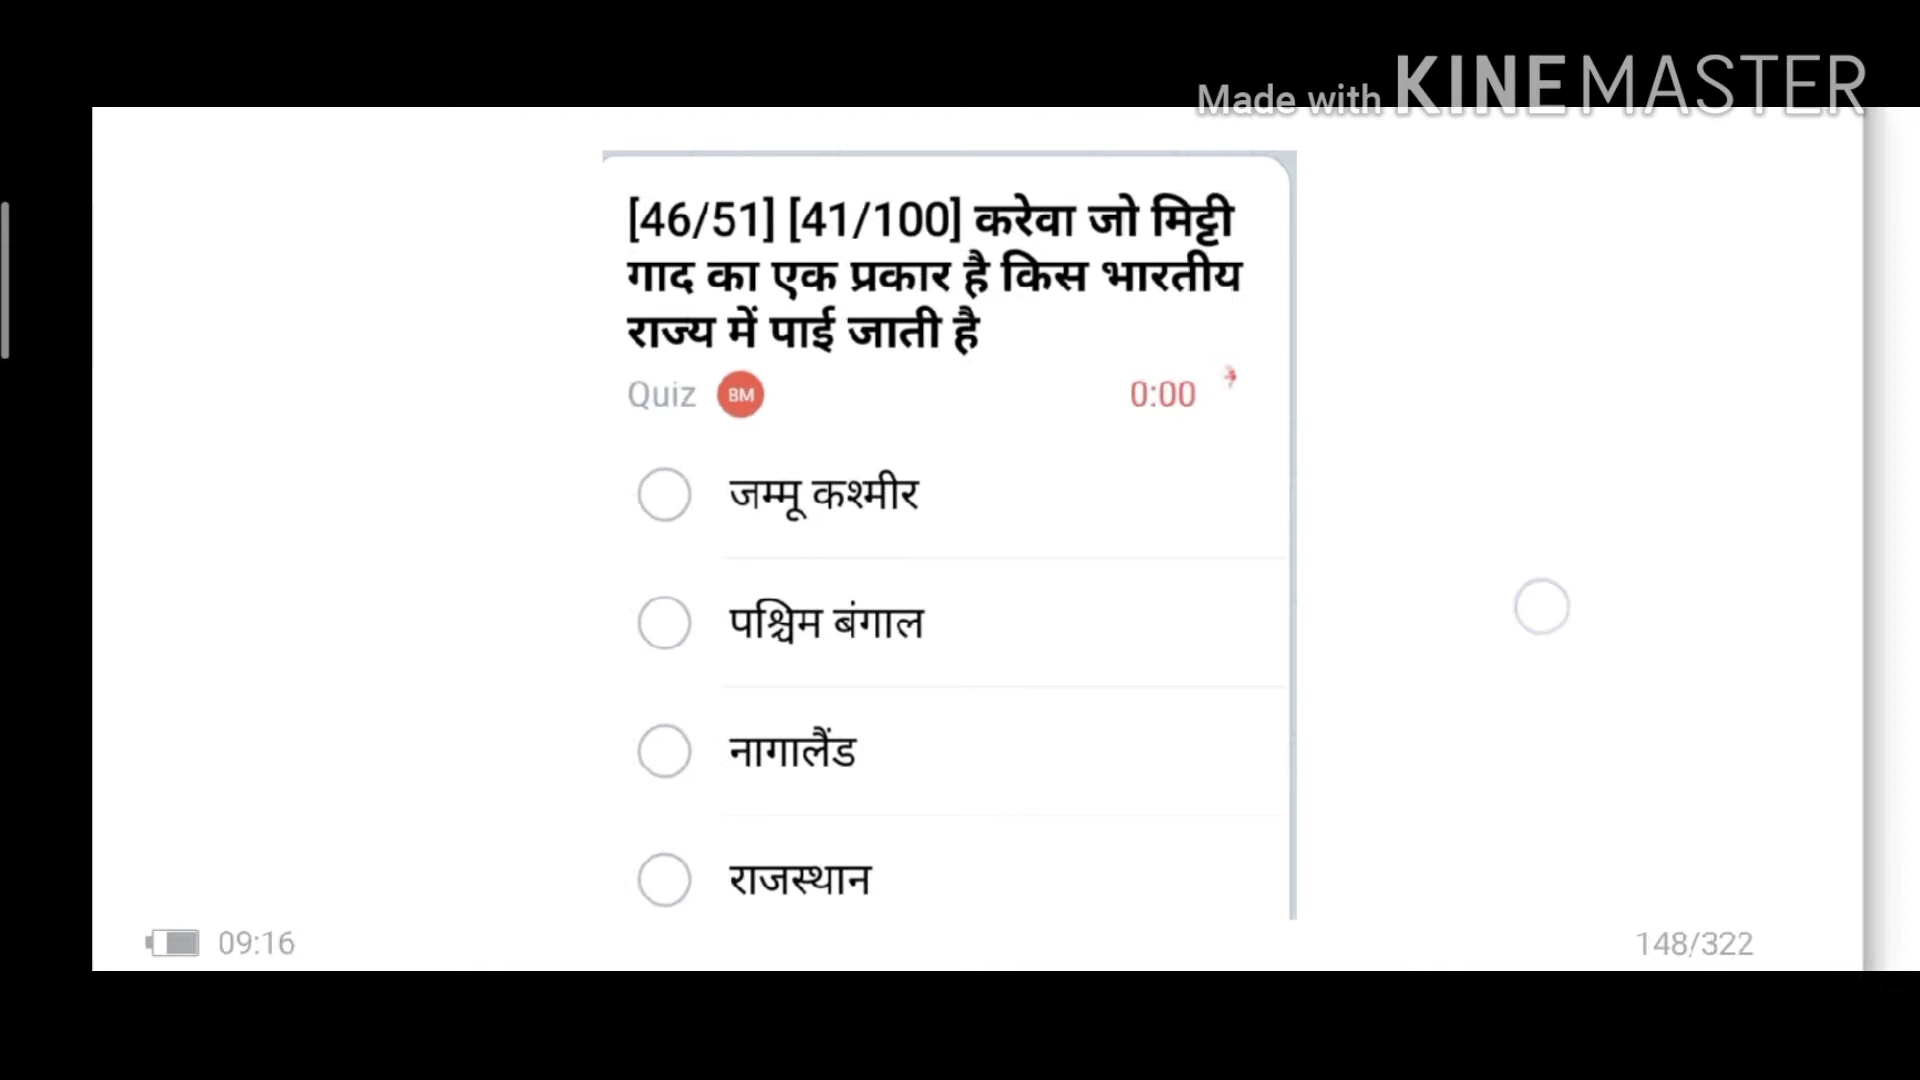 Made with KINEMASTER
[46/51] [41/100] करेवा जो मिट्टी
गाद का एक प्रकार है किस भारतीय
राज्य में पाई जाती है
Quiz BM 0:00
जम्मू कश्मीर
पश्चिम बंगाल
नागालैंड
राजस्थान
09:16 148/322